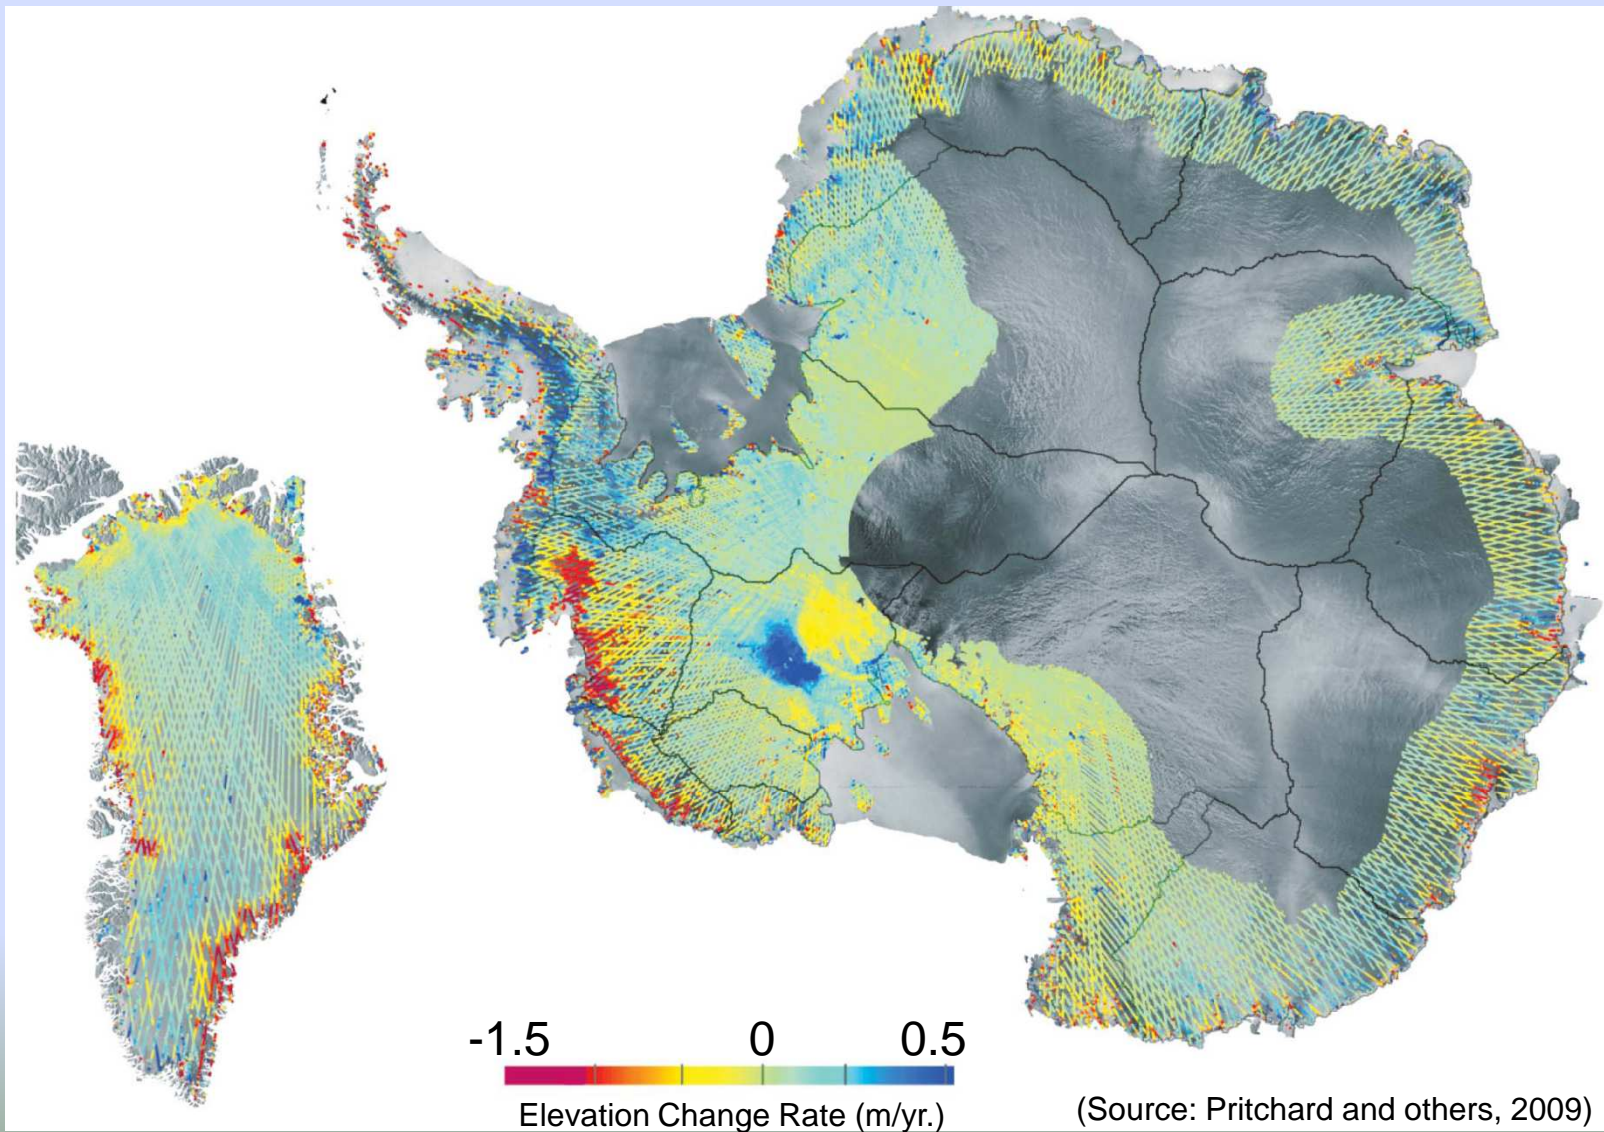 -1.5 0 0.5
Elevation Change Rate (m/yr.)
(Source: Pritchard and others, 2009)